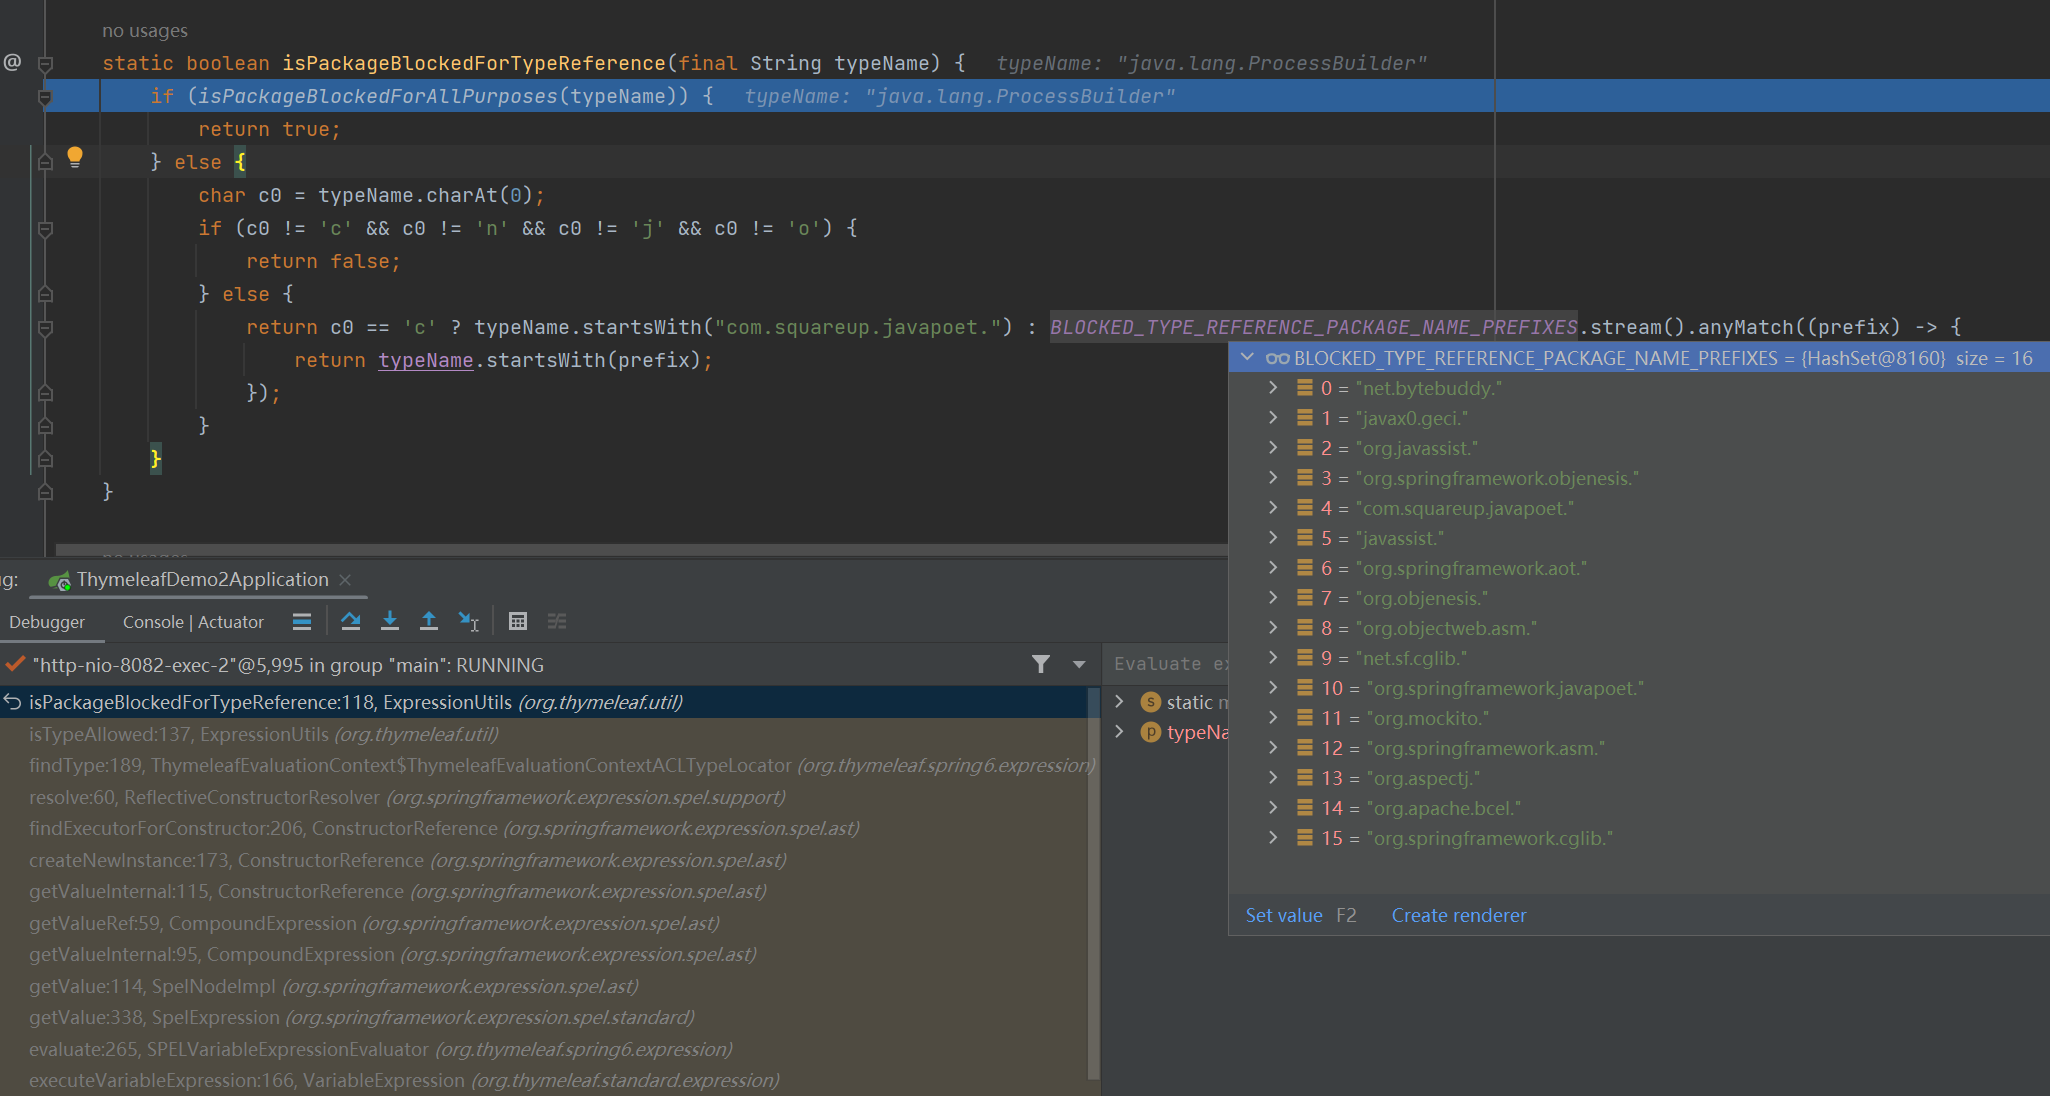 no usages
@
static boolean isPackageBlockedForTypeReference(final String typeName) {   typeName: "java.lang.ProcessBuilder"
if (isPackageBlockedForAllPurposes(typeName)) {   typeName: "java.lang.ProcessBuilder"
return true;
} else {
char c0 = typeName.charAt(0);
if (c0 != 'c' && c0 != 'n' && c0 != 'j' && c0 != 'o') {
return false;
} else {
return c0 == 'c' ? typeName.startsWith("com.squareup.javapoet.") : BLOCKED_TYPE_REFERENCE_PACKAGE_NAME_PREFIXES.stream().anyMatch((prefix) -> {
return typeName.startsWith(prefix);
});
}
}
}
no usages
BLOCKED_TYPE_REFERENCE_PACKAGE_NAME_PREFIXES = {HashSet@8160} size = 16
0 = "net.bytebuddy."
1 = "javax0.geci."
2 = "org.javassist."
3 = "org.springframework.objenesis."
4 = "com.squareup.javapoet."
5 = "javassist."
6 = "org.springframework.aot."
7 = "org.objenesis."
8 = "org.objectweb.asm."
9 = "net.sf.cglib."
10 = "org.springframework.javapoet."
11 = "org.mockito."
12 = "org.springframework.asm."
13 = "org.aspectj."
14 = "org.apache.bcel."
15 = "org.springframework.cglib."
Set value F2 Create renderer
g: ThymeleafDemo2Application
Debugger Console | Actuator
"http-nio-8082-exec-2"@5,995 in group "main": RUNNING
isPackageBlockedForTypeReference:118, ExpressionUtils (org.thymeleaf.util)
isTypeAllowed:137, ExpressionUtils (org.thymeleaf.util)
findType:189, ThymeleafEvaluationContext$ThymeleafEvaluationContextACLTypeLocator (org.thymeleaf.spring6.expression)
resolve:60, ReflectiveConstructorResolver (org.springframework.expression.spel.support)
findExecutorForConstructor:206, ConstructorReference (org.springframework.expression.spel.ast)
createNewInstance:173, ConstructorReference (org.springframework.expression.spel.ast)
getValueInternal:115, ConstructorReference (org.springframework.expression.spel.ast)
getValueRef:59, CompoundExpression (org.springframework.expression.spel.ast)
getValueInternal:95, CompoundExpression (org.springframework.expression.spel.ast)
getValue:114, SpelNodeImpl (org.springframework.expression.spel.ast)
getValue:338, SpelExpression (org.springframework.expression.spel.standard)
evaluate:265, SPELVariableExpressionEvaluator (org.thymeleaf.spring6.expression)
executeVariableExpression:166, VariableExpression (org.thymeleaf.standard.expression)
Evaluate ex
s static m
p typeNa